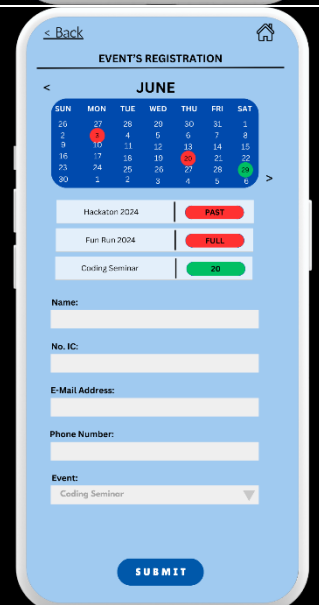 < Back
EVENT'S REGISTRATION
< JUNE
SUN MON TUE WED THU FRI SAT
26 27 28 29 30 31 1
2 3 4 5 6 7 8
9 10 11 12 13 14 15
16 17 18 19 20 21 22
23 24 25 26 27 28 29
30 1 2 3 4 5 6 >
Hackaton 2024 PAST
Fun Run 2024 FULL
Coding Seminar 20
Name:
No. IC:
E-Mail Address:
Phone Number:
Event:
Coding Seminar
SUBMIT